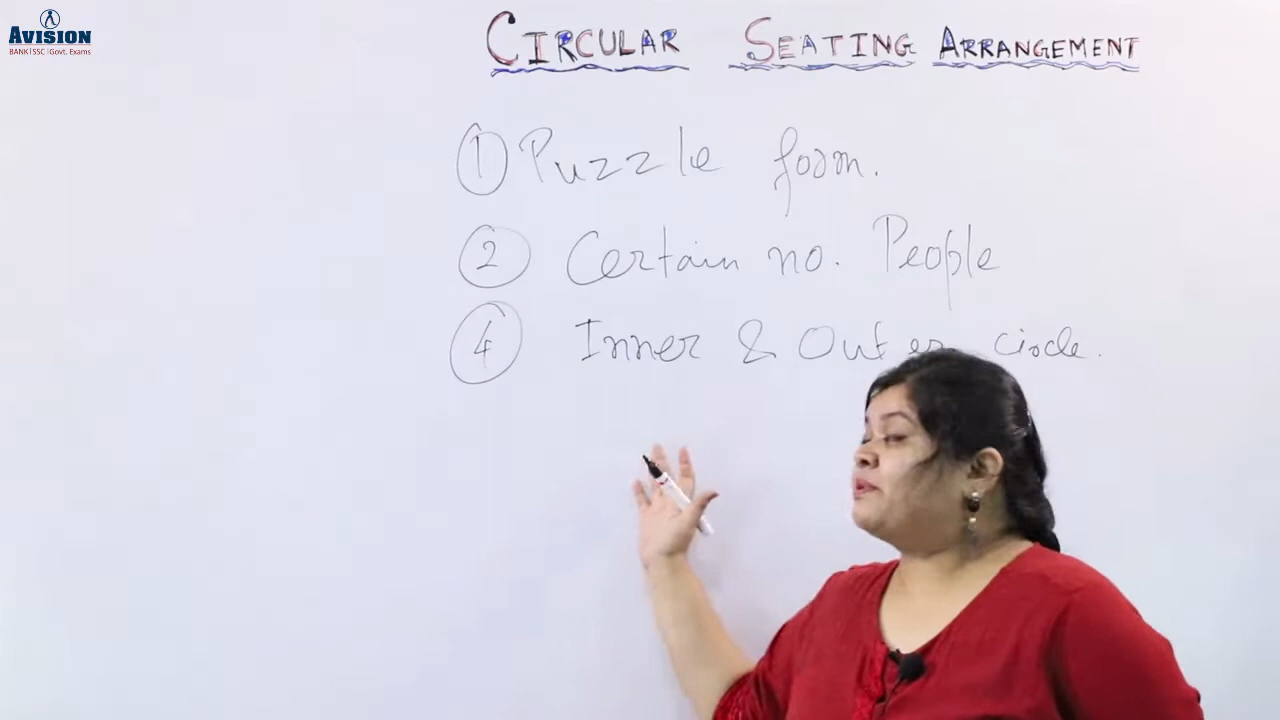 AVISION
BANK|SSC|Govt. Exams
CIRCULAR SEATING ARRANGEMENT
1 Puzzle form.
2 Certain no. People
4 Inner & Outer circle.